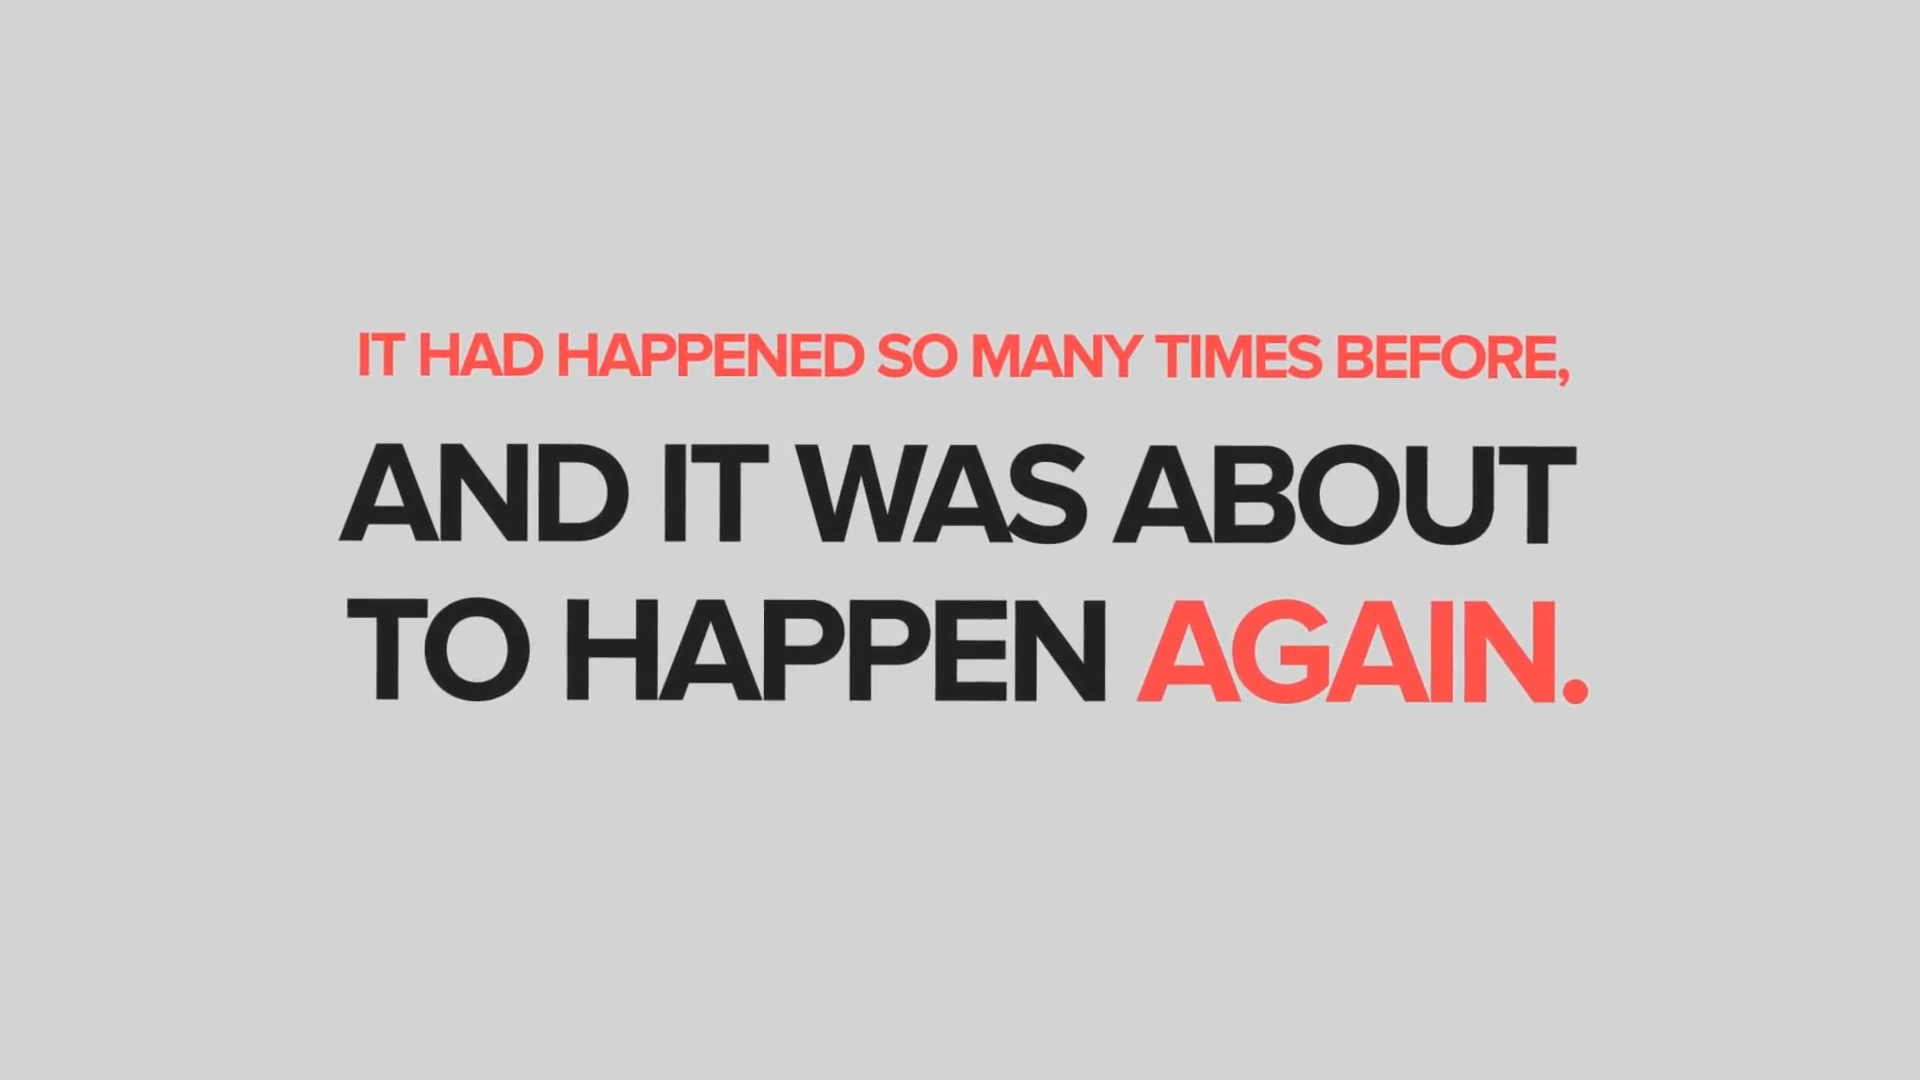 IT HAD HAPPENED SO MANY TIMES BEFORE,
AND IT WAS ABOUT
TO HAPPEN AGAIN.